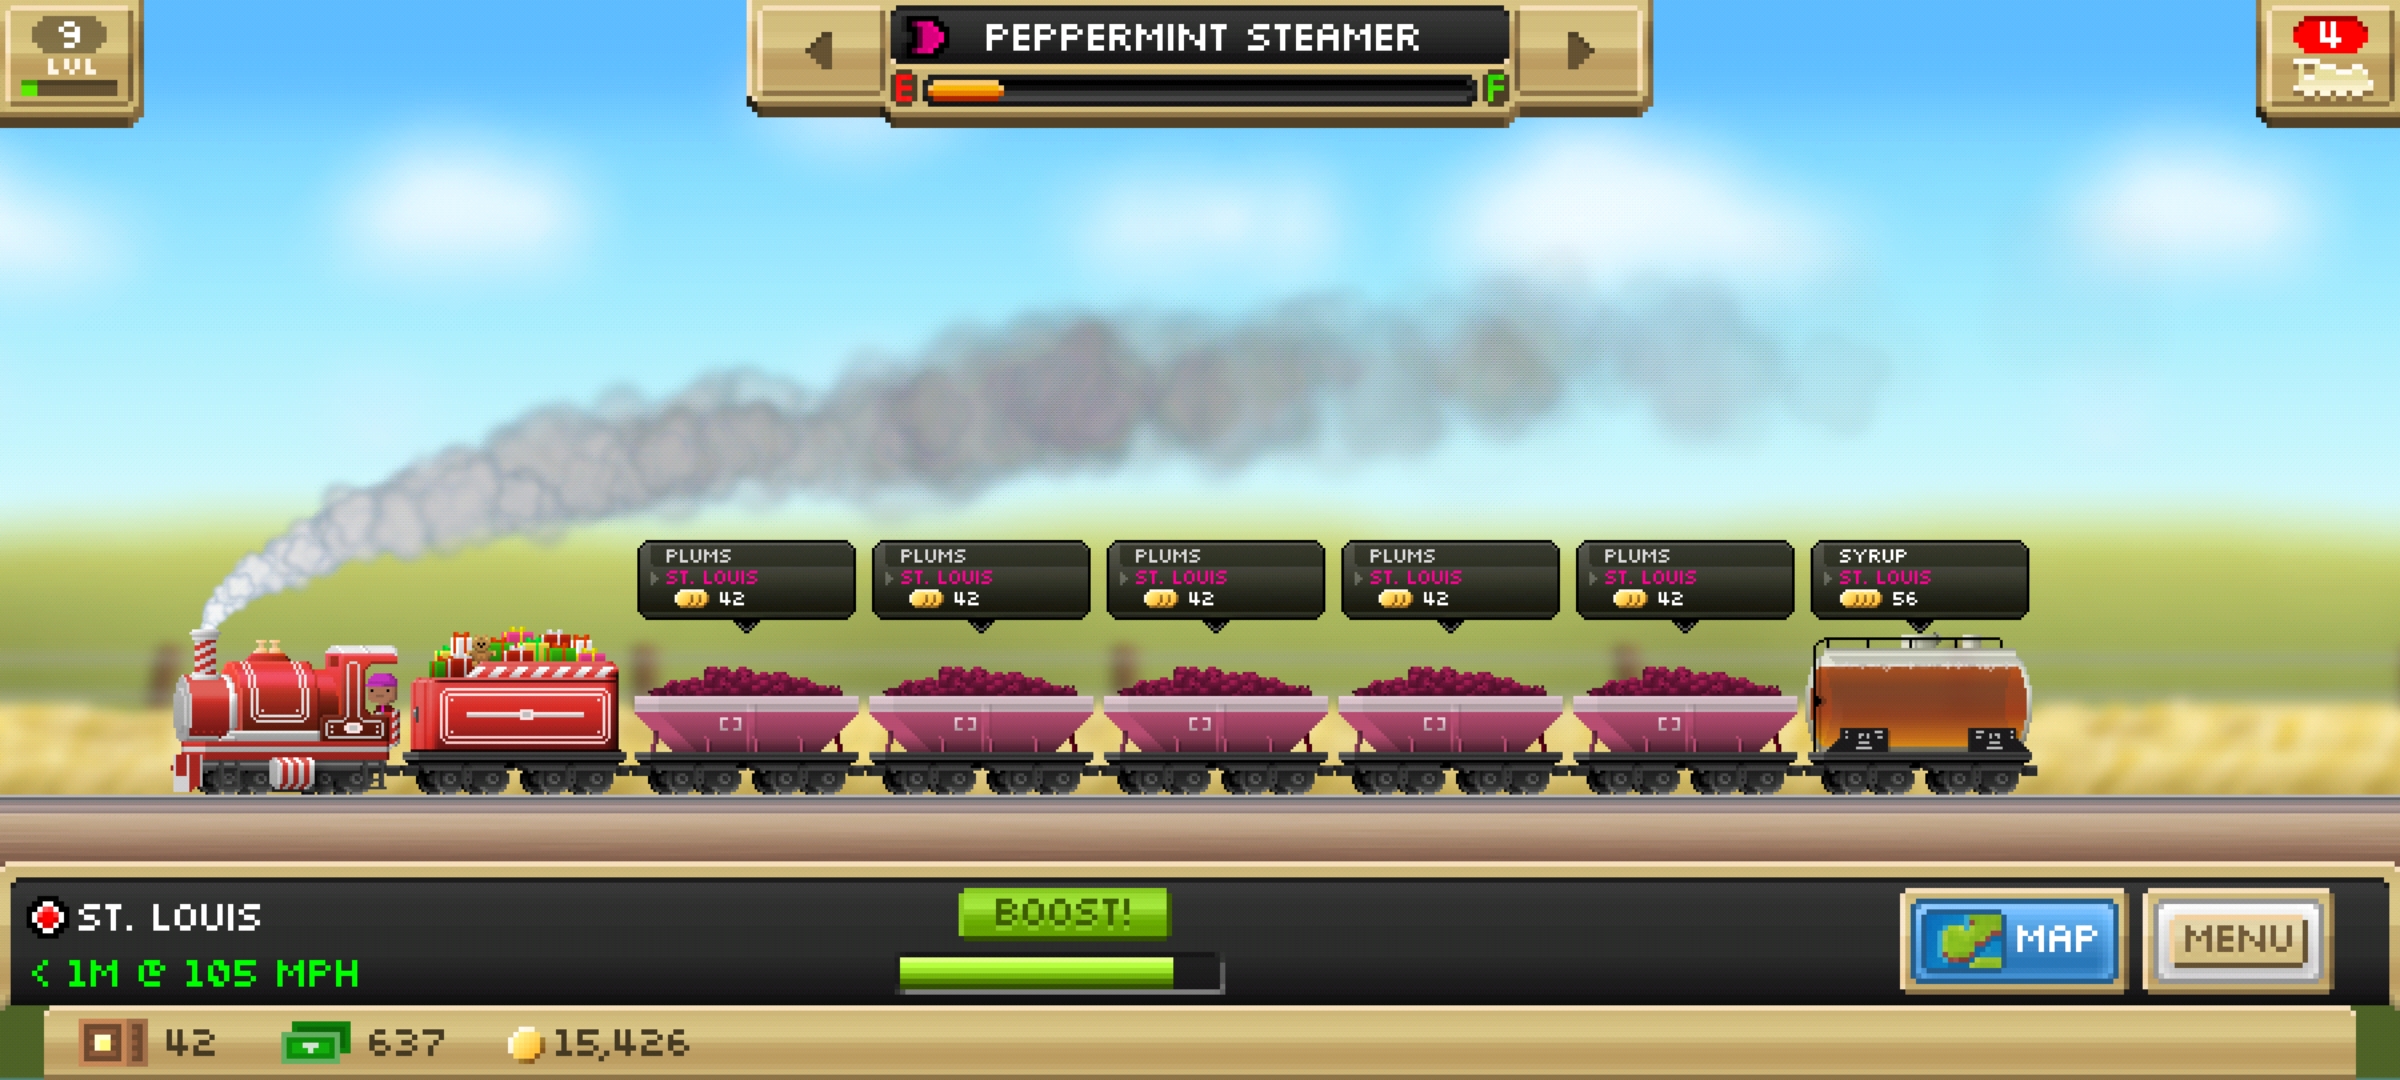 9
LVL
PEPPERMINT STEAMER
E F
4
PLUMS
ST. LOUIS
42
PLUMS
ST. LOUIS
42
PLUMS
ST. LOUIS
42
PLUMS
ST. LOUIS
42
PLUMS
ST. LOUIS
42
SYRUP
ST. LOUIS
56
ST. LOUIS
< 1M @ 105 MPH
BOOST!
MAP
MENU
42 637 15,426